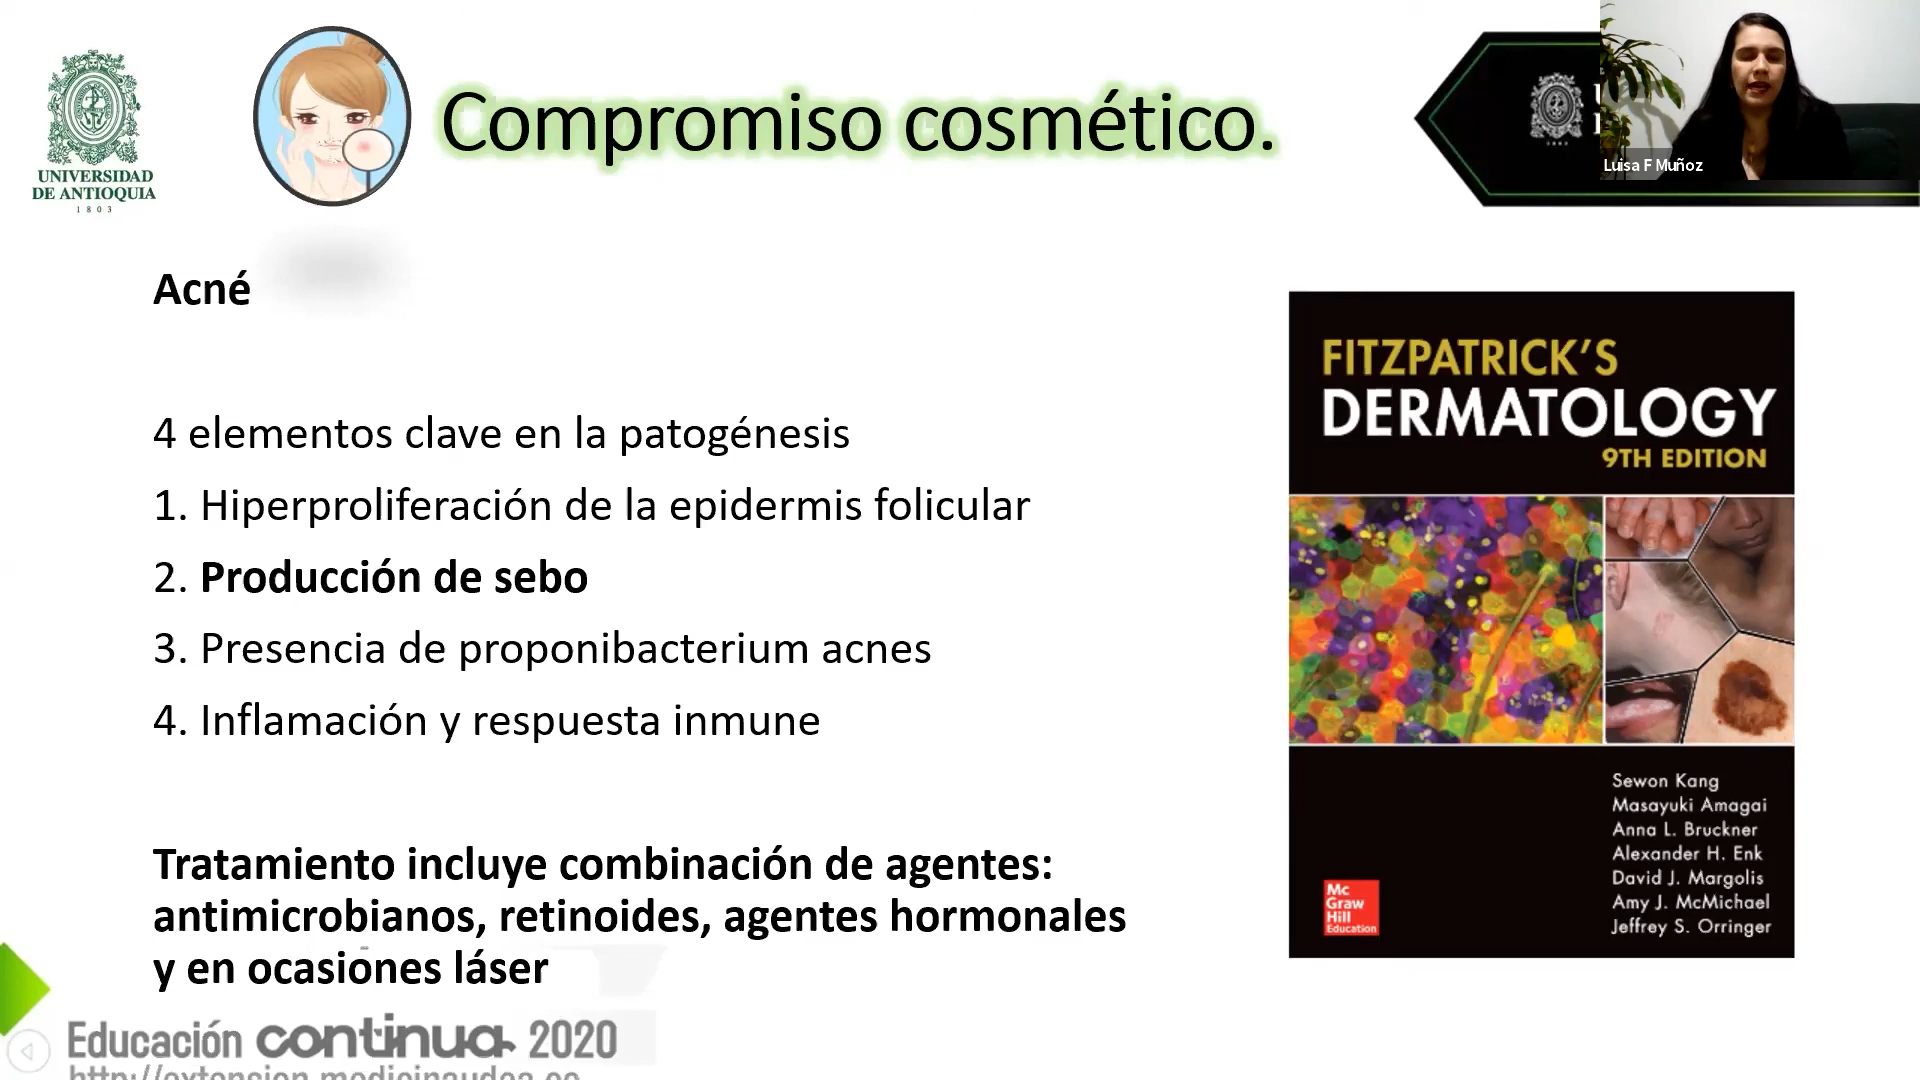 UNIVERSIDAD
DE ANTIOQUIA
1803
Compromiso cosmético.
Luisa F Muñoz
Acné
4 elementos clave en la patogénesis
1. Hiperproliferación de la epidermis folicular
2. Producción de sebo
3. Presencia de proponibacterium acnes
4. Inflamación y respuesta inmune
Tratamiento incluye combinación de agentes:
antimicrobianos, retinoides, agentes hormonales
y en ocasiones láser
FITZPATRICK'S
DERMATOLOGY
9TH EDITION
Sewon Kang
Masayuki Amagai
Anna L. Bruckner
Alexander H. Enk
David J. Margolis
Amy J. McMichael
Jeffrey S. Orringer
Mc
Graw
Hill
Education
Educación continua 2020